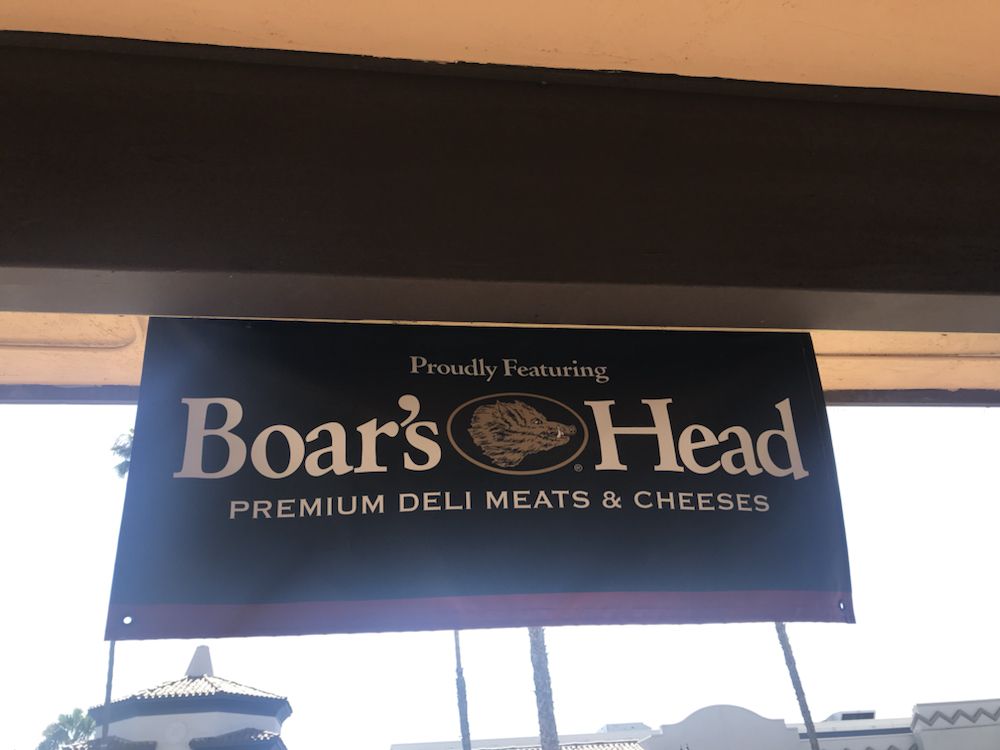 Proudly Featuring
Boar's Head®
PREMIUM DELI MEATS & CHEESES